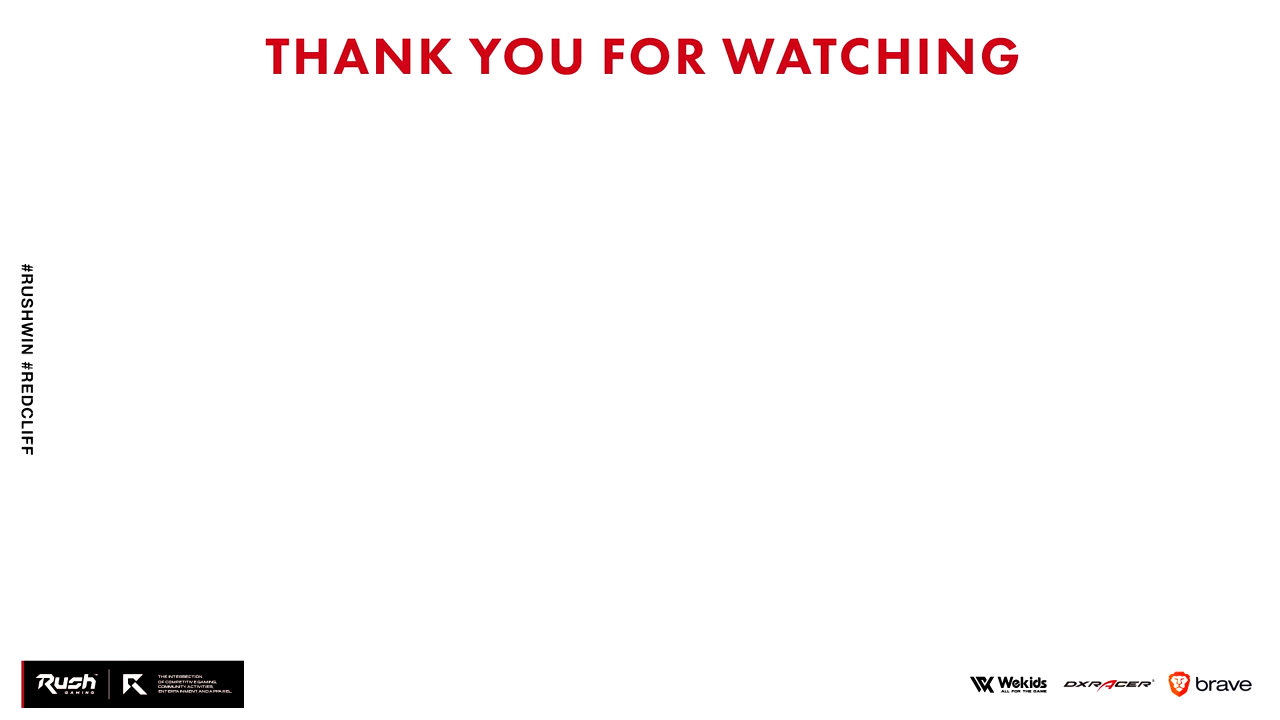 THANK YOU FOR WATCHING
#RUSHWIN #REDCLIFF
Rush
GAMING
THE INTERSECTION
OF COMPETITIVE GAMING,
COMMUNITY ACTIVITIES,
ENTERTAINMENT AND APPAREL.
Wekids
ALL FOR THE GAME
DXRACER
brave